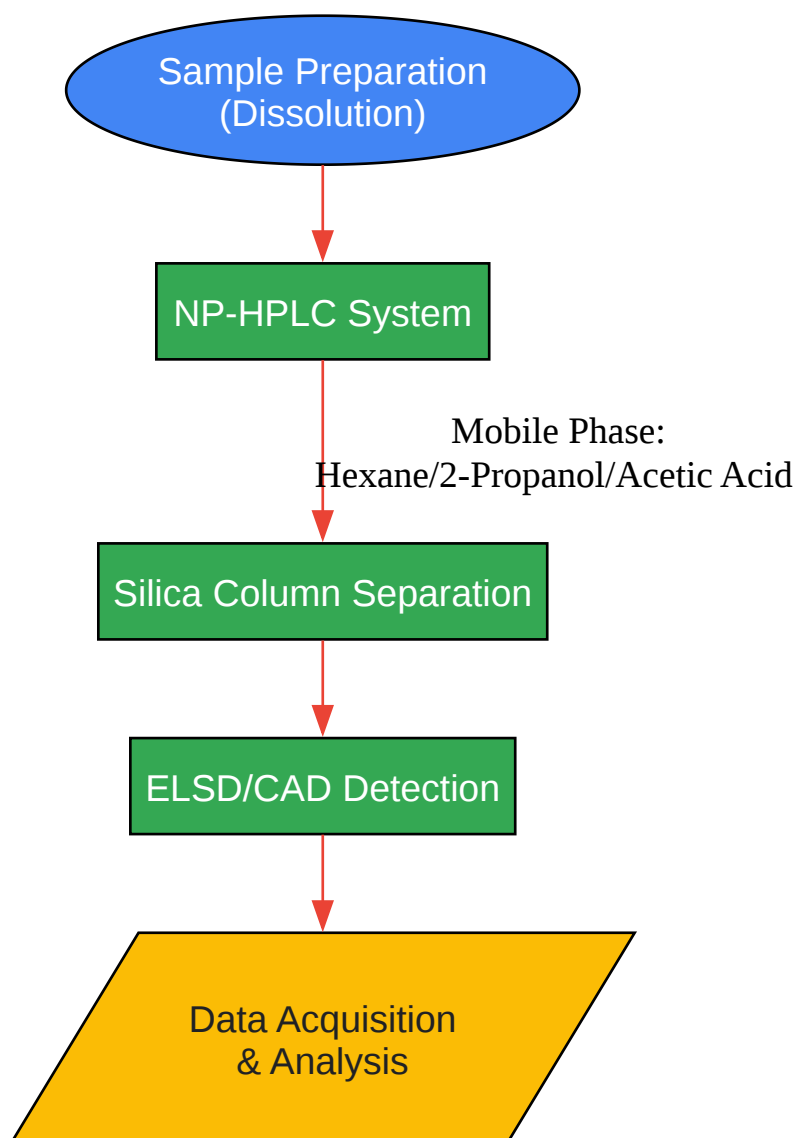 Sample Preparation
(Dissolution)
NP-HPLC System
Mobile Phase:
Hexane/2-Propanol/Acetic Acid
Silica Column Separation
ELSD/CAD Detection
Data Acquisition
& Analysis